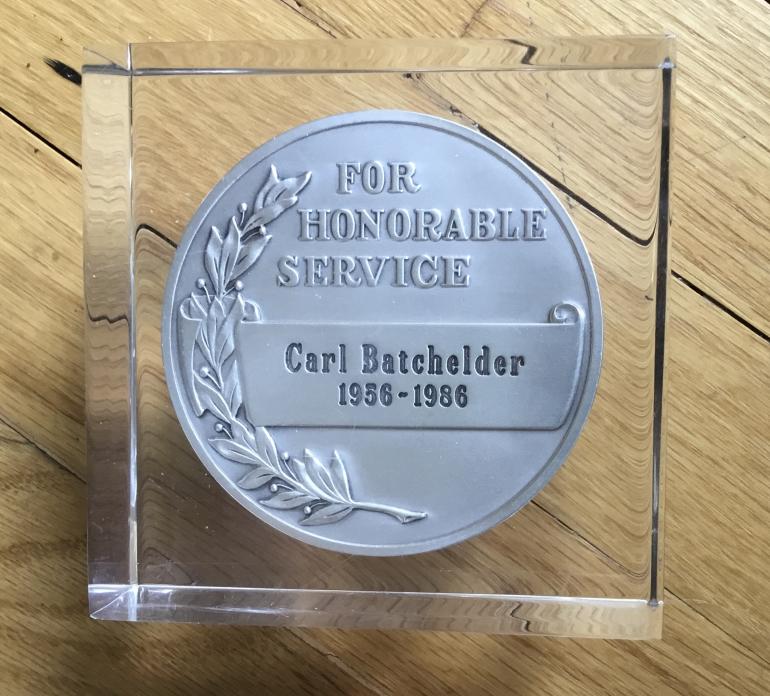 FOR
HONORABLE
SERVICE
Carl Batchelder
1956-1986